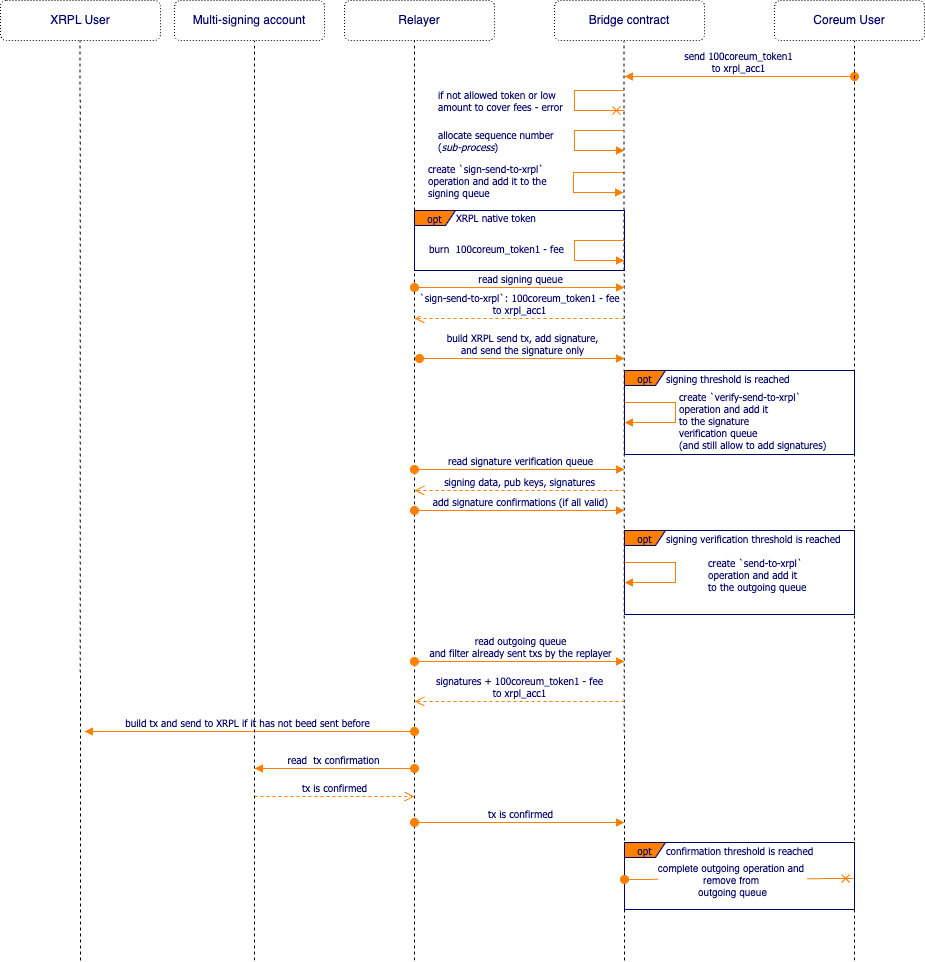 XRPL User
Multi-signing account
Relayer
Bridge contract
Coreum User
send 100coreum_token1
to xrpl_acc1
if not allowed token or low
amount to cover fees - error
allocate sequence number
(sub-process)
create `sign-send-to-xrpl`
operation and add it to the
signing queue
opt
XRPL native token
burn  100coreum_token1 - fee
read signing queue
`sign-send-to-xrpl`: 100coreum_token1 - fee
to xrpl_acc1
build XRPL send tx, add signature,
and send the signature only
opt
signing threshold is reached
create `verify-send-to-xrpl`
operation and add it
to the signature
verification queue
(and still allow to add signatures)
read signature verification queue
signing data, pub keys, signatures
add signature confirmations (if all valid)
opt
signing verification threshold is reached
create `send-to-xrpl`
operation and add it
to the outgoing queue
read outgoing queue
and filter already sent txs by the replayer
signatures + 100coreum_token1 - fee
to xrpl_acc1
build tx and send to XRPL if it has not beed sent before
read  tx confirmation
tx is confirmed
tx is confirmed
opt
confirmation threshold is reached
complete outgoing operation and
remove from
outgoing queue